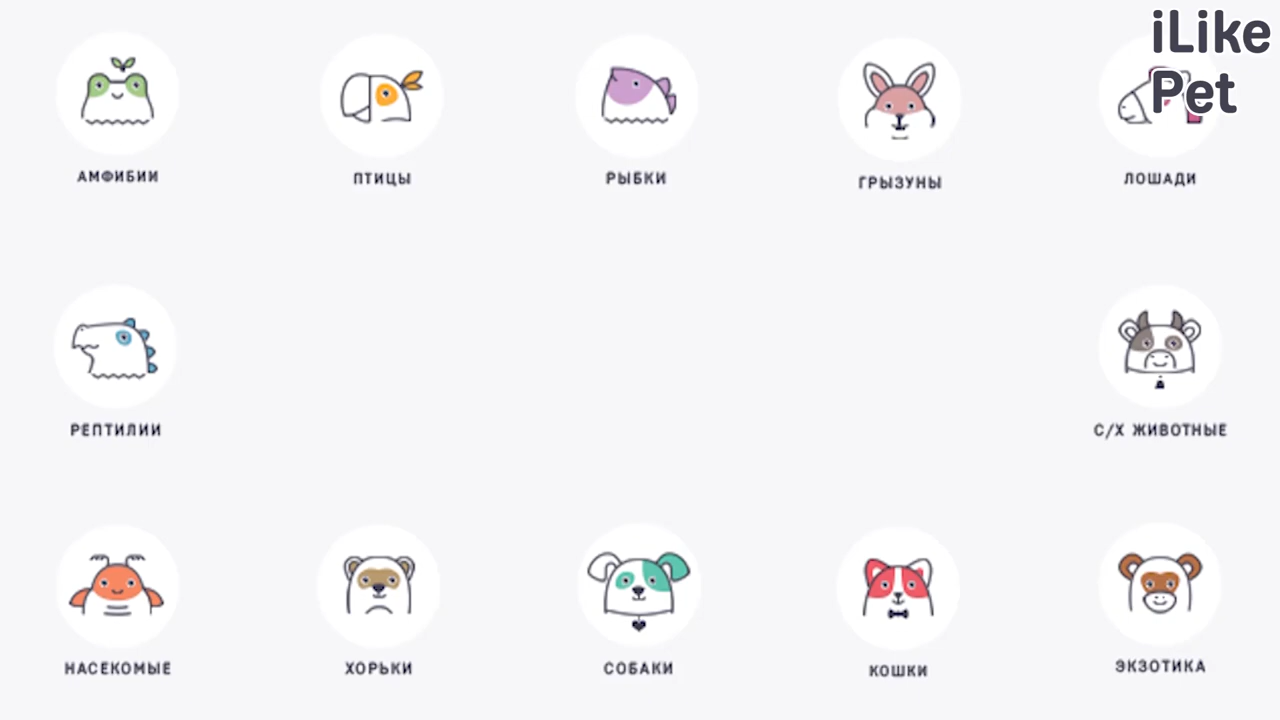 iLike
Pet
АМФИБИИ
ПТИЦЫ
РЫБКИ
ГРЫЗУНЫ
ЛОШАДИ
РЕПТИЛИИ
С/Х ЖИВОТНЫЕ
НАСЕКОМЫЕ
ХОРЬКИ
СОБАКИ
КОШКИ
ЭКЗОТИКА